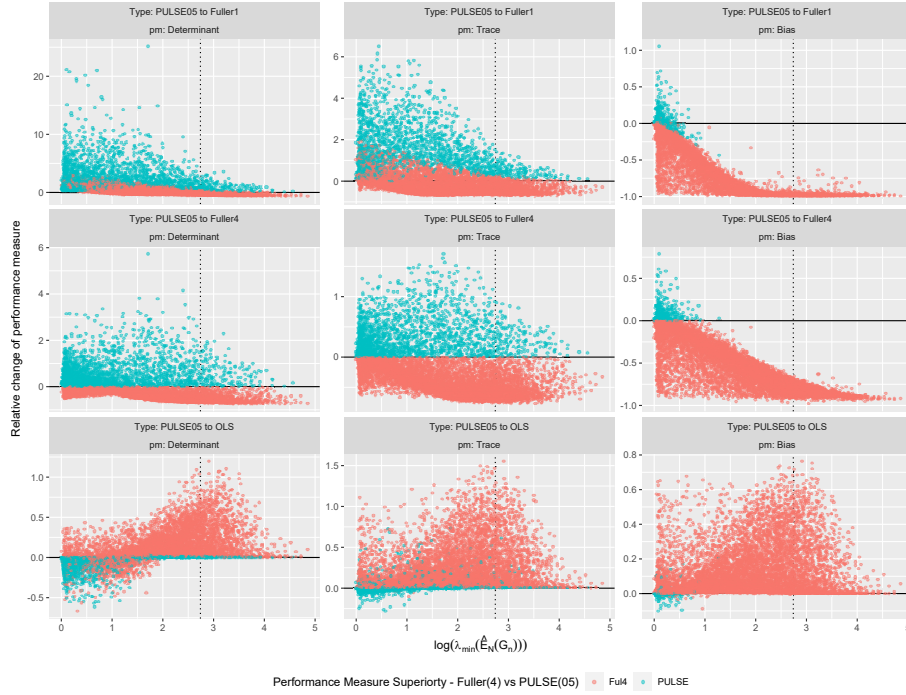 Type: PULSE05 to Fuller1
pm: Determinant
Type: PULSE05 to Fuller1
pm: Trace
Type: PULSE05 to Fuller1
pm: Bias
20
10
0
6
4
2
0
1.0
0.5
0.0
-0.5
-1.0
Type: PULSE05 to Fuller4
pm: Determinant
Type: PULSE05 to Fuller4
pm: Trace
Type: PULSE05 to Fuller4
pm: Bias
6
4
2
0
1
0
0.5
0.0
-0.5
-1.0
Relative change of performance measure
Type: PULSE05 to OLS
pm: Determinant
Type: PULSE05 to OLS
pm: Trace
Type: PULSE05 to OLS
pm: Bias
1.0
0.5
0.0
-0.5
1.5
1.0
0.5
0.0
0.8
0.6
0.4
0.2
0.0
0 1 2 3 4 5
0 1 2 3 4 5
0 1 2 3 4 5
log(λmin(ÊN(Gn)))
Performance Measure Superiorty - Fuller(4) vs PULSE(05) Ful4 PULSE